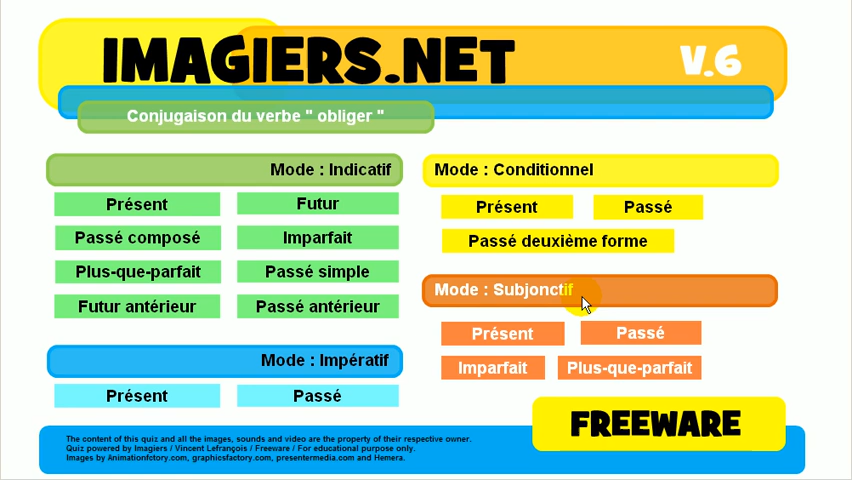 IMAGIERS.NET
V.6
Conjugaison du verbe " obliger "
Mode : Indicatif
Présent
Futur
Passé composé
Imparfait
Plus-que-parfait
Passé simple
Futur antérieur
Passé antérieur
Mode : Impératif
Présent
Passé
Mode : Conditionnel
Présent
Passé
Passé deuxième forme
Mode : Subjonctif
Présent
Passé
Imparfait
Plus-que-parfait
FREEWARE
The content of this quiz and all the images, sounds and video are the property of their respective owner.
Quiz powered by Imagiers / Vincent Lefrançois / Freeware / For educational purpose only.
Images by Animationfctory.com, graphicsfactory.com, presentermedia.com and Hemera.